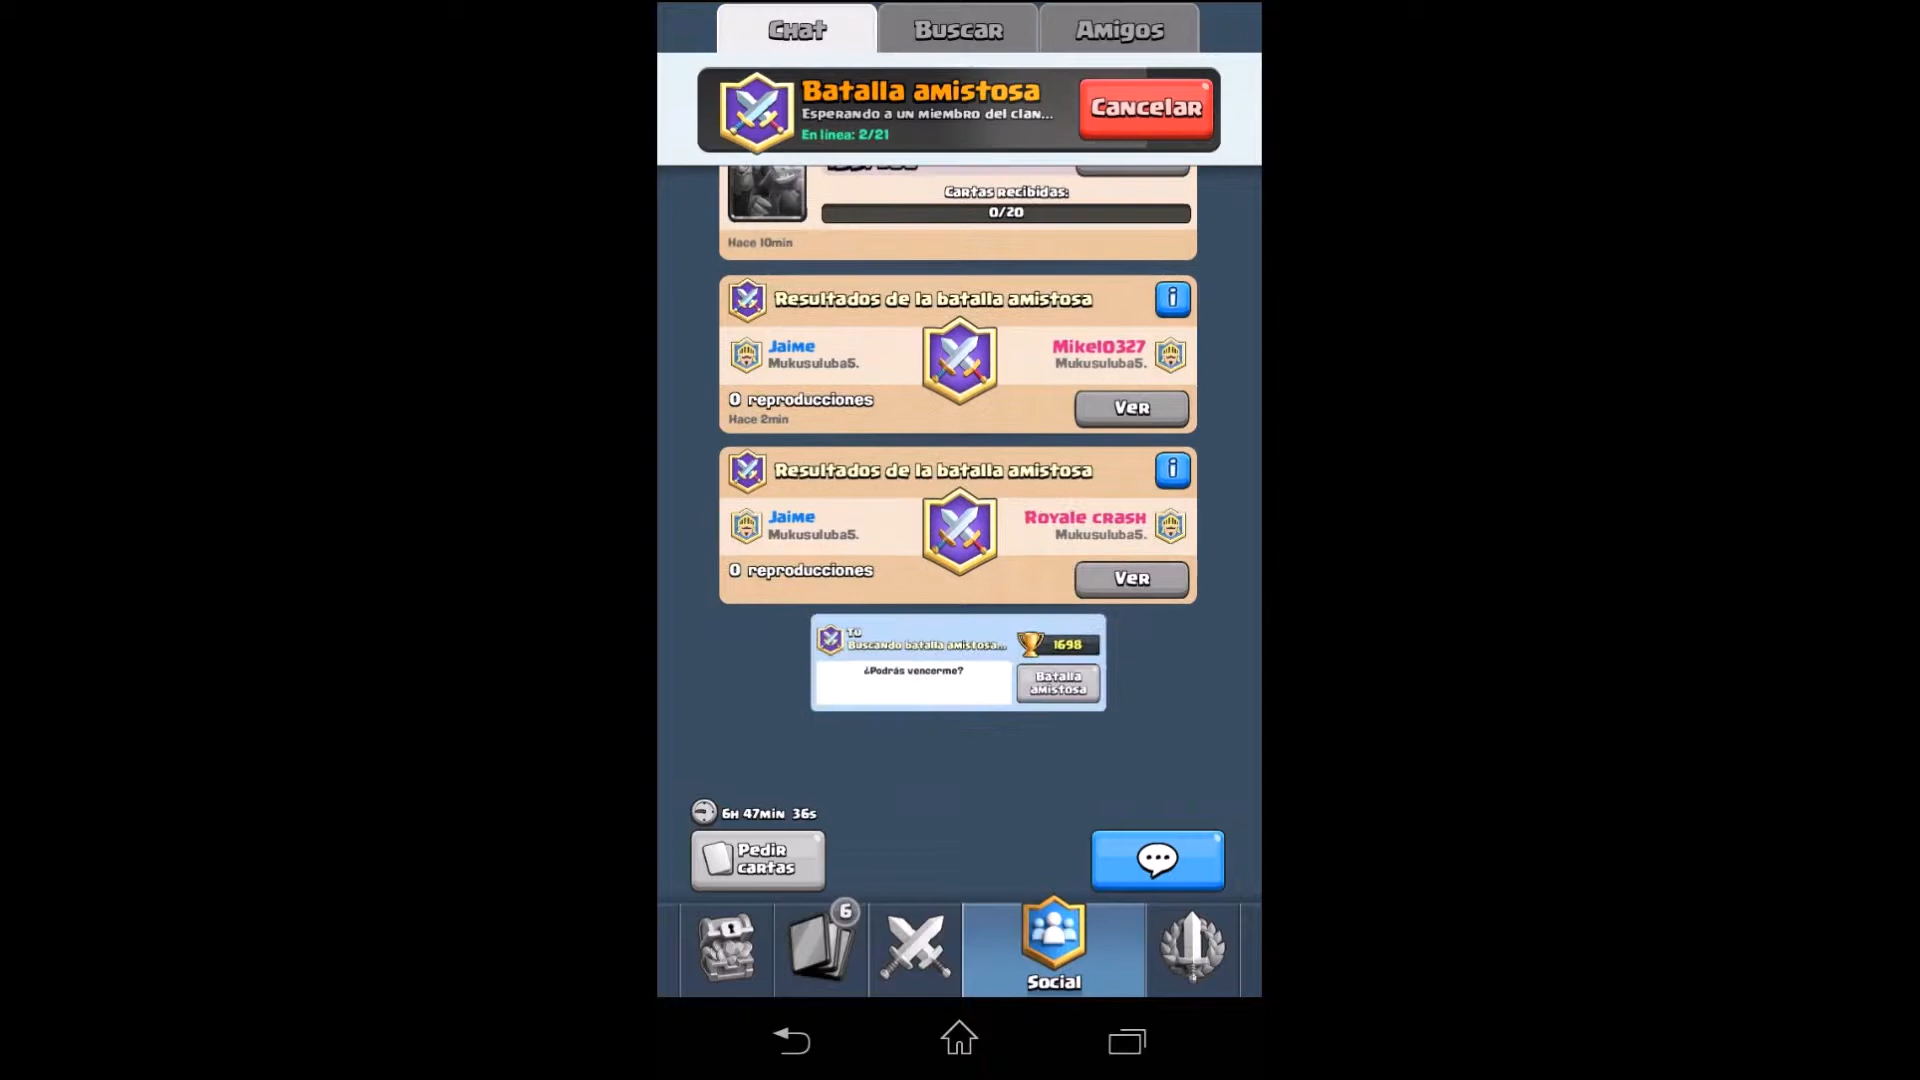 Chat
Buscar
Amigos
Batalla amistosa
Esperando a un miembro del clan...
En línea: 2/21
Cancelar
Cartas recibidas:
0/20
Hace 10min
Resultados de la batalla amistosa
i
Jaime
Mukusuluba5.
Mikel0327
Mukusuluba5.
0 reproducciones
Hace 2min
Ver
Resultados de la batalla amistosa
i
Jaime
Mukusuluba5.
Royale crash
Mukusuluba5.
0 reproducciones
Ver
Tú
Buscando batalla amistosa...
1698
¿Podrás vencerme?
Batalla
amistosa
6h 47min 36s
Pedir
cartas
6
Social